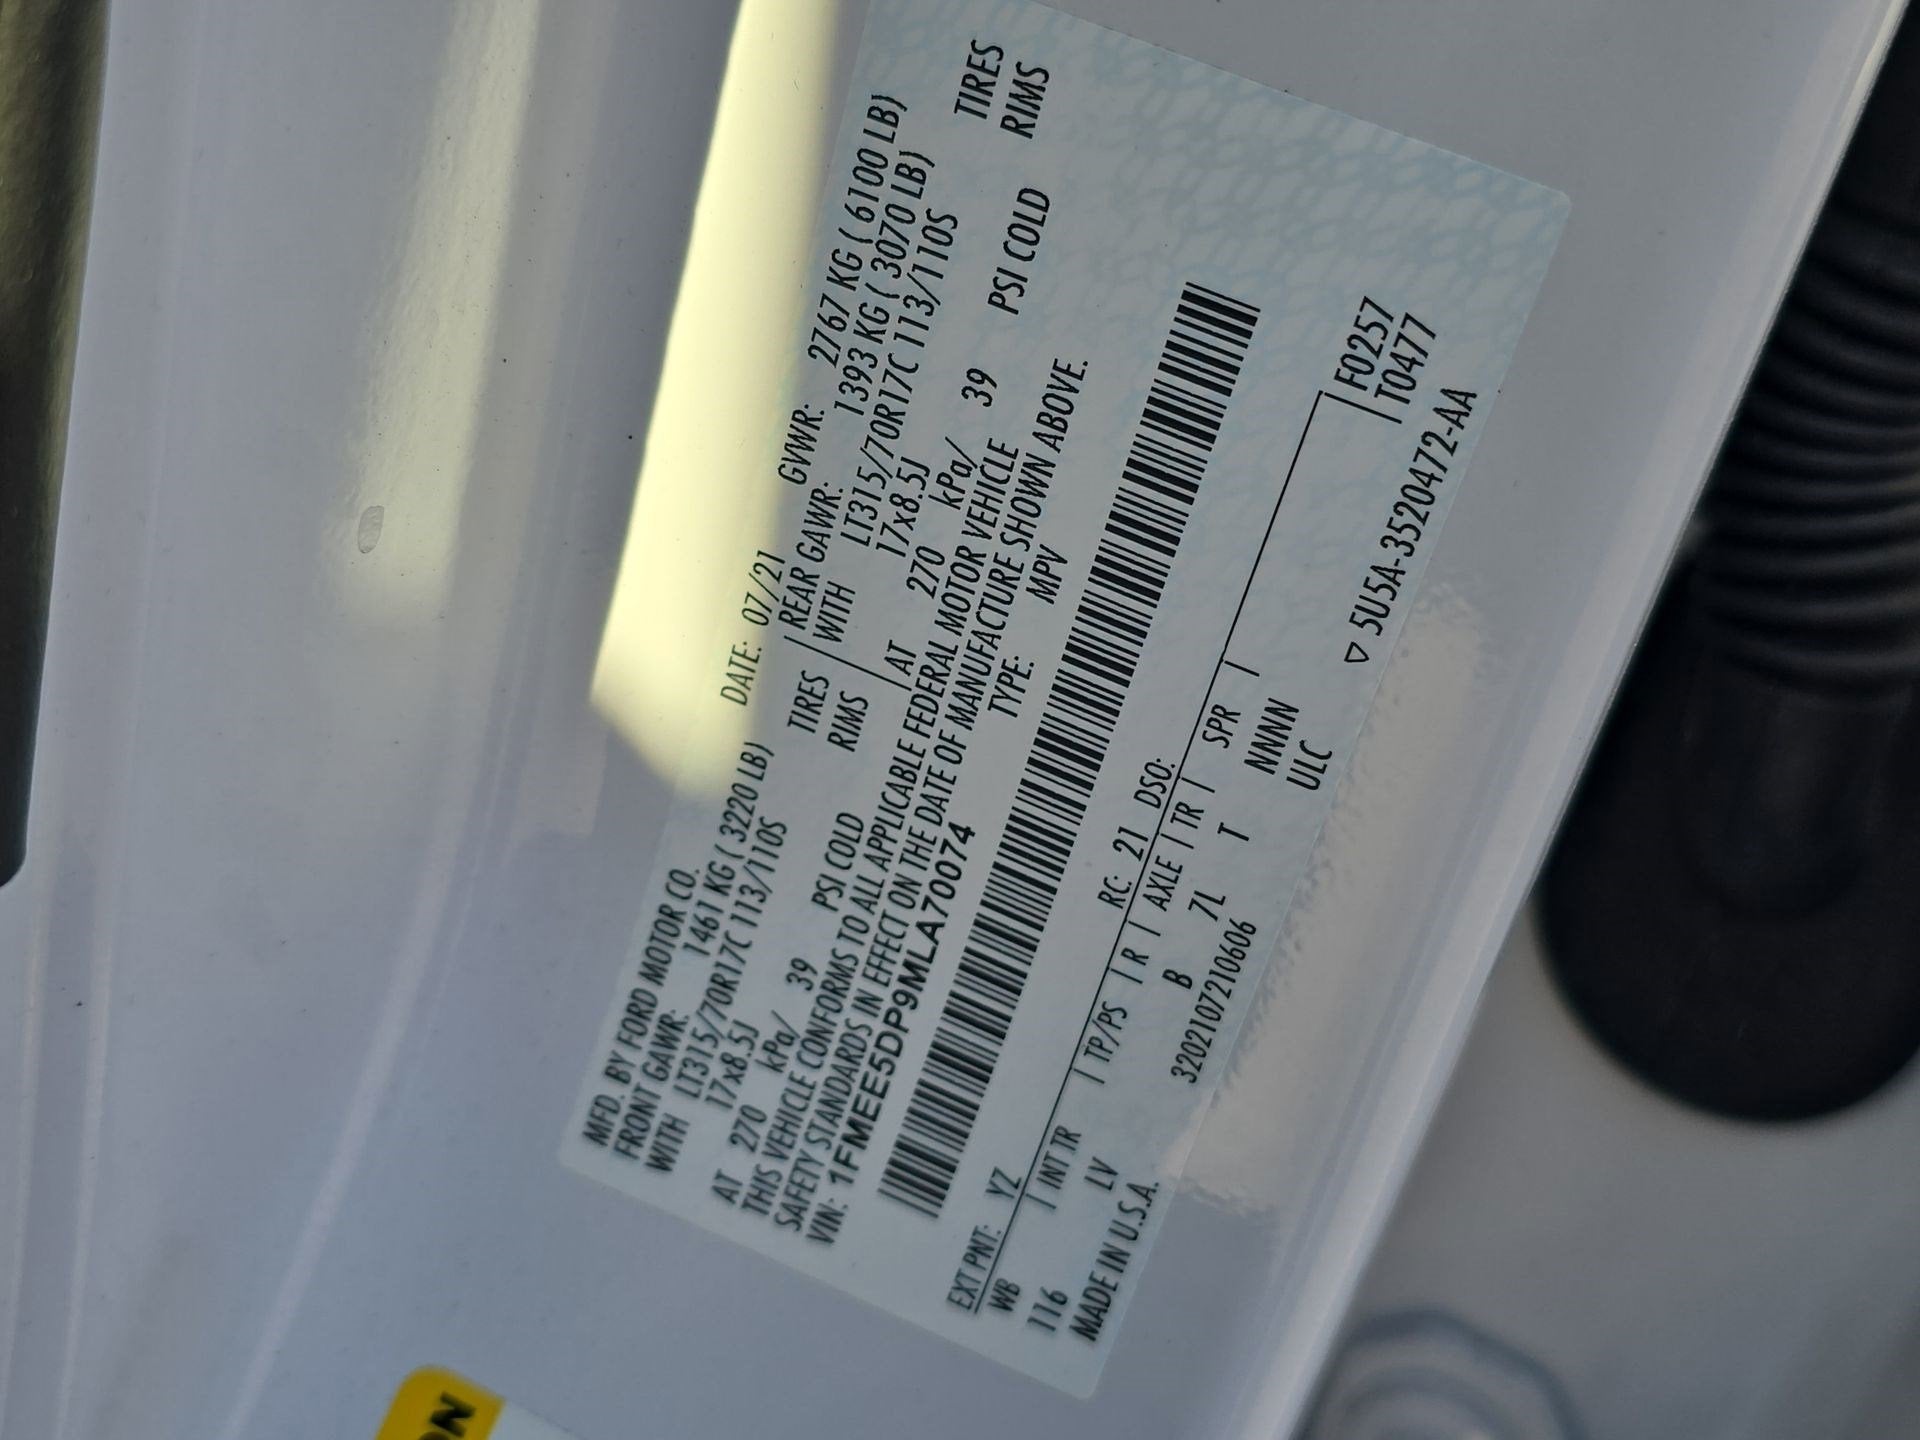 MFD. BY FORD MOTOR CO. DATE: 07/21 GVWR: 2767 KG ( 6100 LB)
FRONT GAWR: 1461 KG ( 3220 LB) REAR GAWR: 1393 KG ( 3070 LB)
WITH LT315/70R17C 113/110S TIRES WITH LT315/70R17C 113/110S TIRES
17x8.5J RIMS 17x8.5J RIMS
AT 270 kPa/ 39 PSI COLD AT 270 kPa/ 39 PSI COLD
THIS VEHICLE CONFORMS TO ALL APPLICABLE FEDERAL MOTOR VEHICLE
SAFETY STANDARDS IN EFFECT ON THE DATE OF MANUFACTURE SHOWN ABOVE.
VIN: 1FMEE5DP9MLA70074 TYPE: MPV
EXT PNT: YZ RC: 21 DSO:
WB | INT TR | TP/PS | R | AXLE | TR | SPR | F0257
116 LV B 7L T NNNN T0477
MADE IN U.S.A. 3202107210606 ULC
▽ 5U5A-3520472-AA
ON